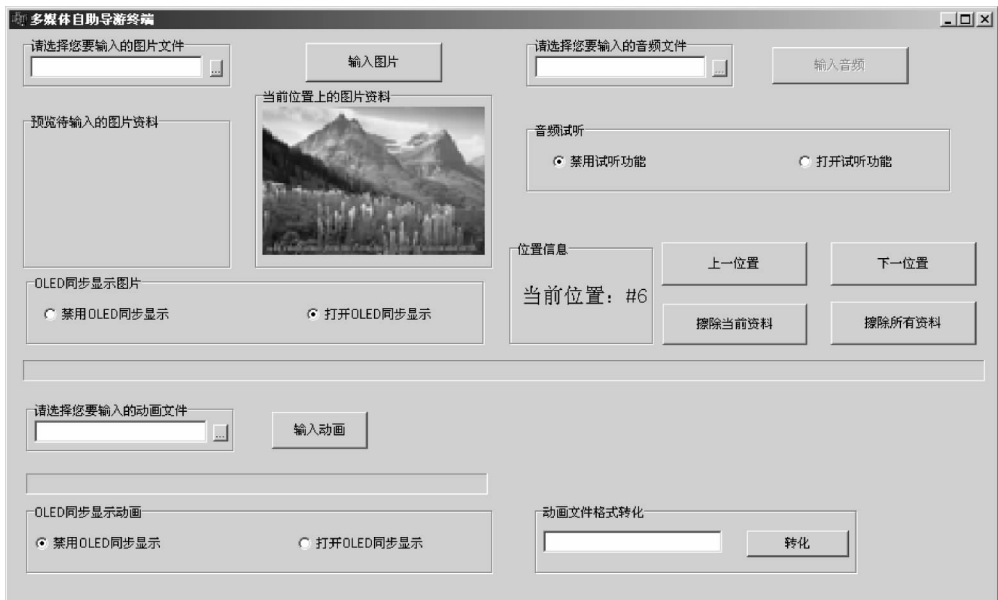 多媒体自助导游终端
请选择您要输入的图片文件
...
输入图片
请选择您要输入的音频文件
...
输入音频
预览待输入的图片资料
当前位置上的图片资料
音频试听
禁用试听功能
打开试听功能
OLED同步显示图片
禁用OLED同步显示
打开OLED同步显示
位置信息
当前位置：#6
上一位置
下一位置
擦除当前资料
擦除所有资料
请选择您要输入的动画文件
...
输入动画
OLED同步显示动画
禁用OLED同步显示
打开OLED同步显示
动画文件格式转化
转化